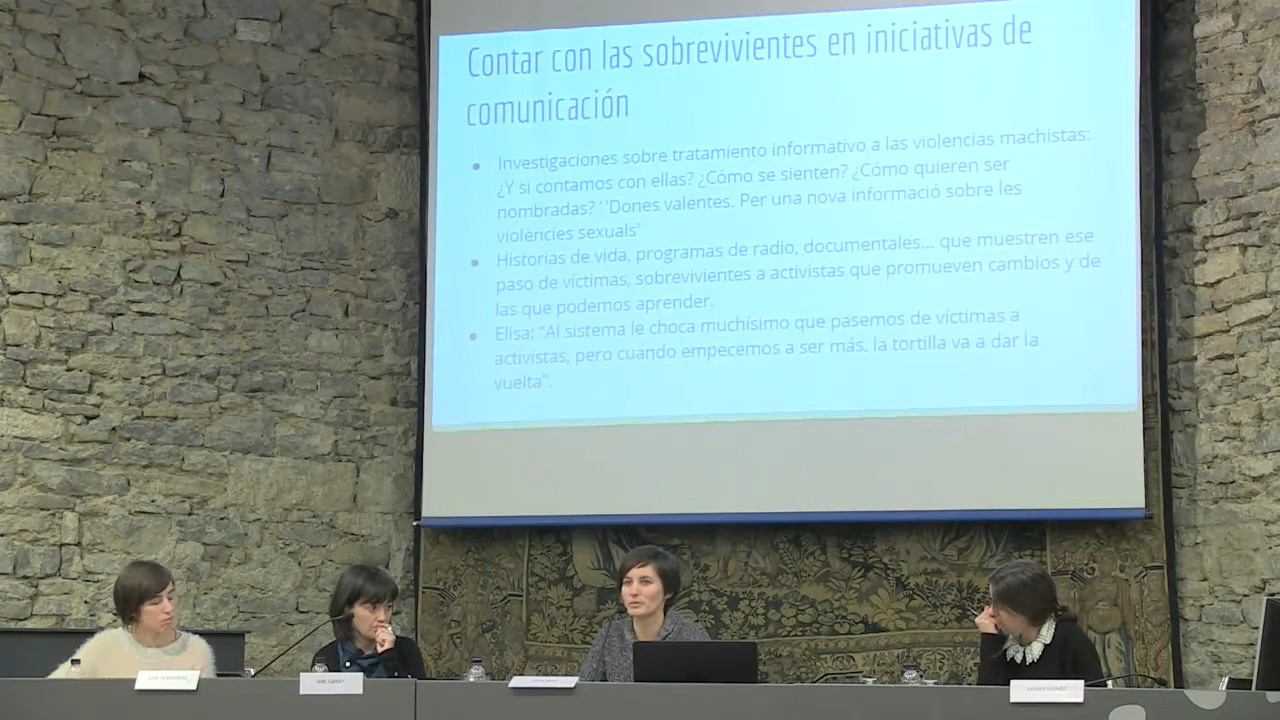 Contar con las sobrevivientes en iniciativas de
comunicación
• Investigaciones sobre tratamiento informativo a las violencias machistas:
¿Y si contamos con ellas? ¿Cómo se sienten? ¿Cómo quieren ser
nombradas? ‘ 'Dones valentes. Per una nova informació sobre les
violències sexuals'
• Historias de vida, programas de radio, documentales... que muestren ese
paso de víctimas, sobrevivientes a activistas que promueven cambios y de
las que podemos aprender.
• Elisa: “Al sistema le choca muchísimo que pasemos de víctimas a
activistas, pero cuando empecemos a ser más, la tortilla va a dar la
vuelta”.
GARAY
GÓMEZ